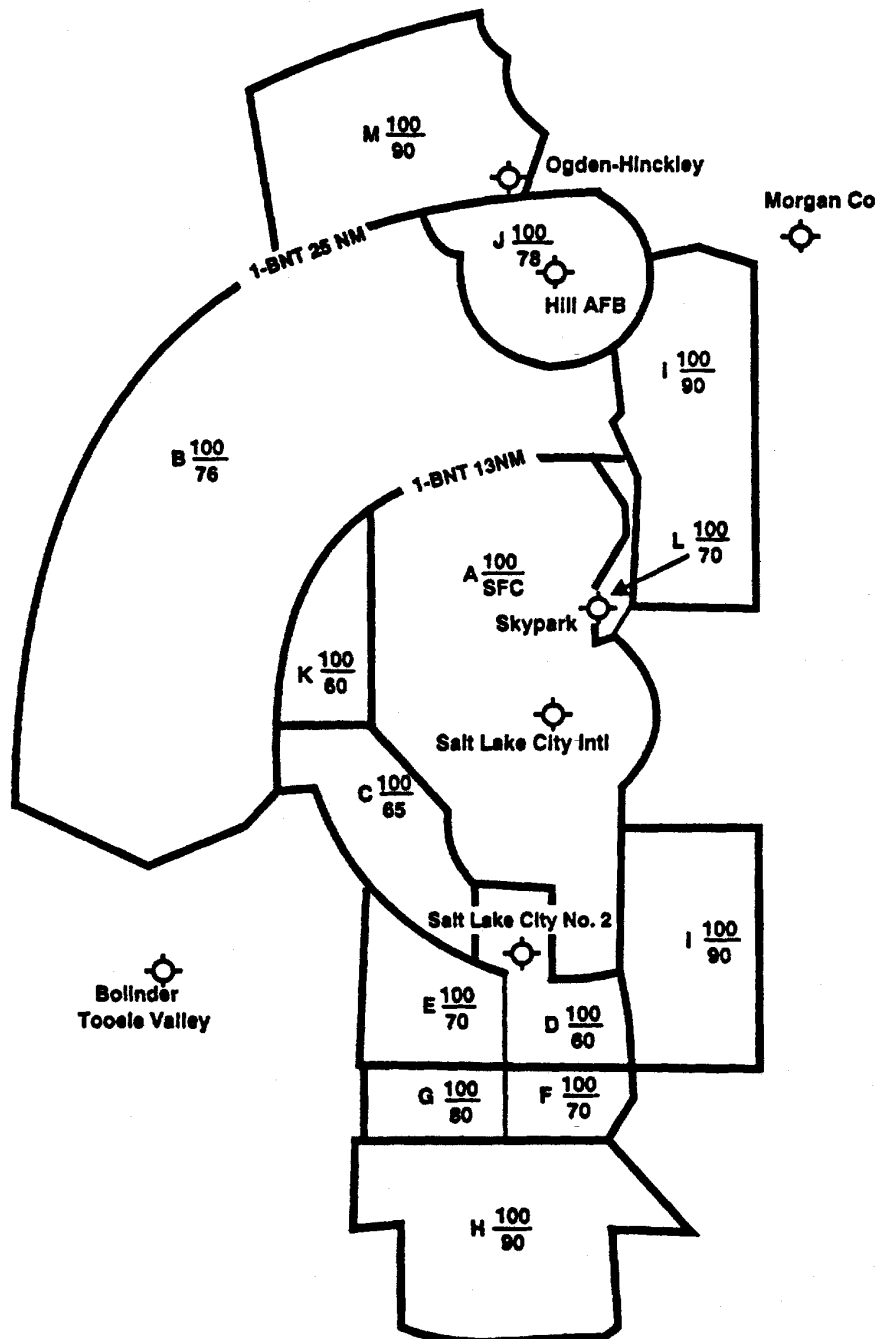 M 100
90
Ogden-Hinckley
Morgan Co
1-BNT 25 NM
J 100
78
Hill AFB
I 100
90
B 100
76
1-BNT 13NM
L 100
70
A 100
SFC
Skypark
K 100
60
Salt Lake City Intl
C 100
65
Salt Lake City No. 2
I 100
90
Bolinder
Tooele Valley
E 100
70
D 100
60
G 100
80
F 100
70
H 100
90